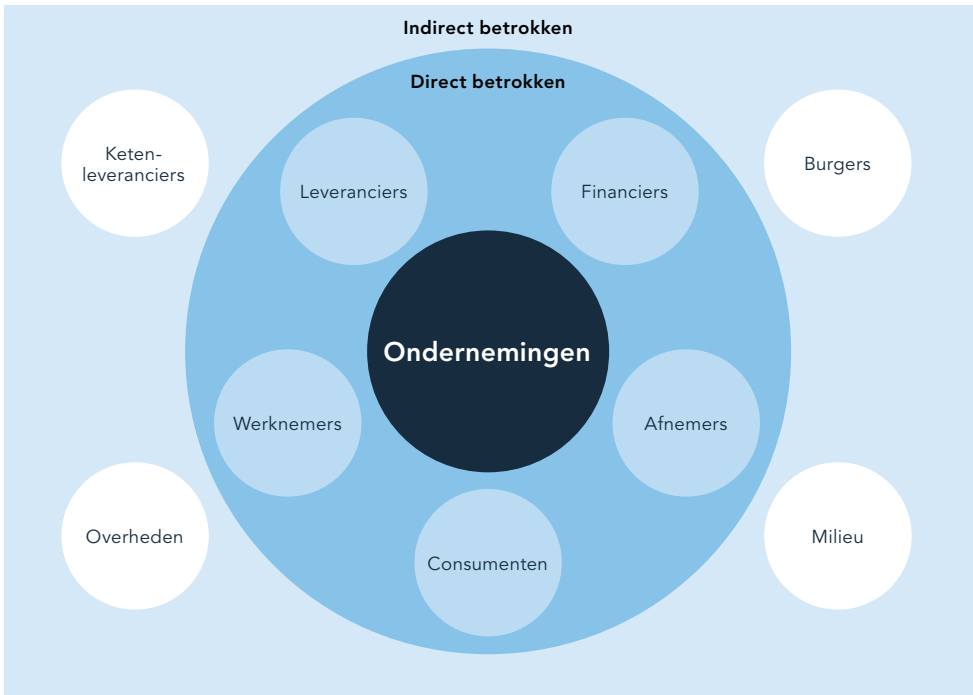 Indirect betrokken
Direct betrokken
Keten-
leveranciers
Leveranciers
Financiers
Burgers
Ondernemingen
Werknemers
Afnemers
Overheden
Consumenten
Milieu